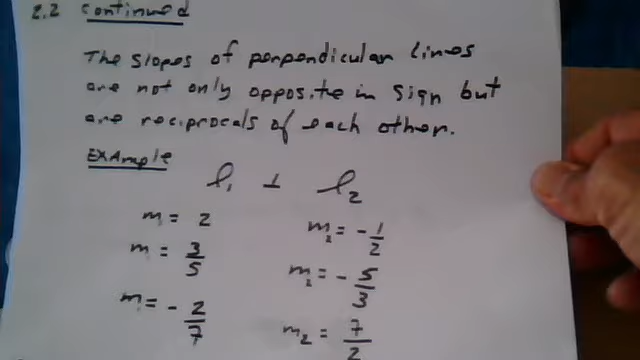 2.2 continued
The slopes of perpendicular lines
are not only opposite in sign but
are reciprocals of each other.
EXAmple
l₁ ⊥ l₂
m = 2 m₂ = -1/2
m = 3/5 m₂ = -5/3
m = -2/7 m₂ = 7/2